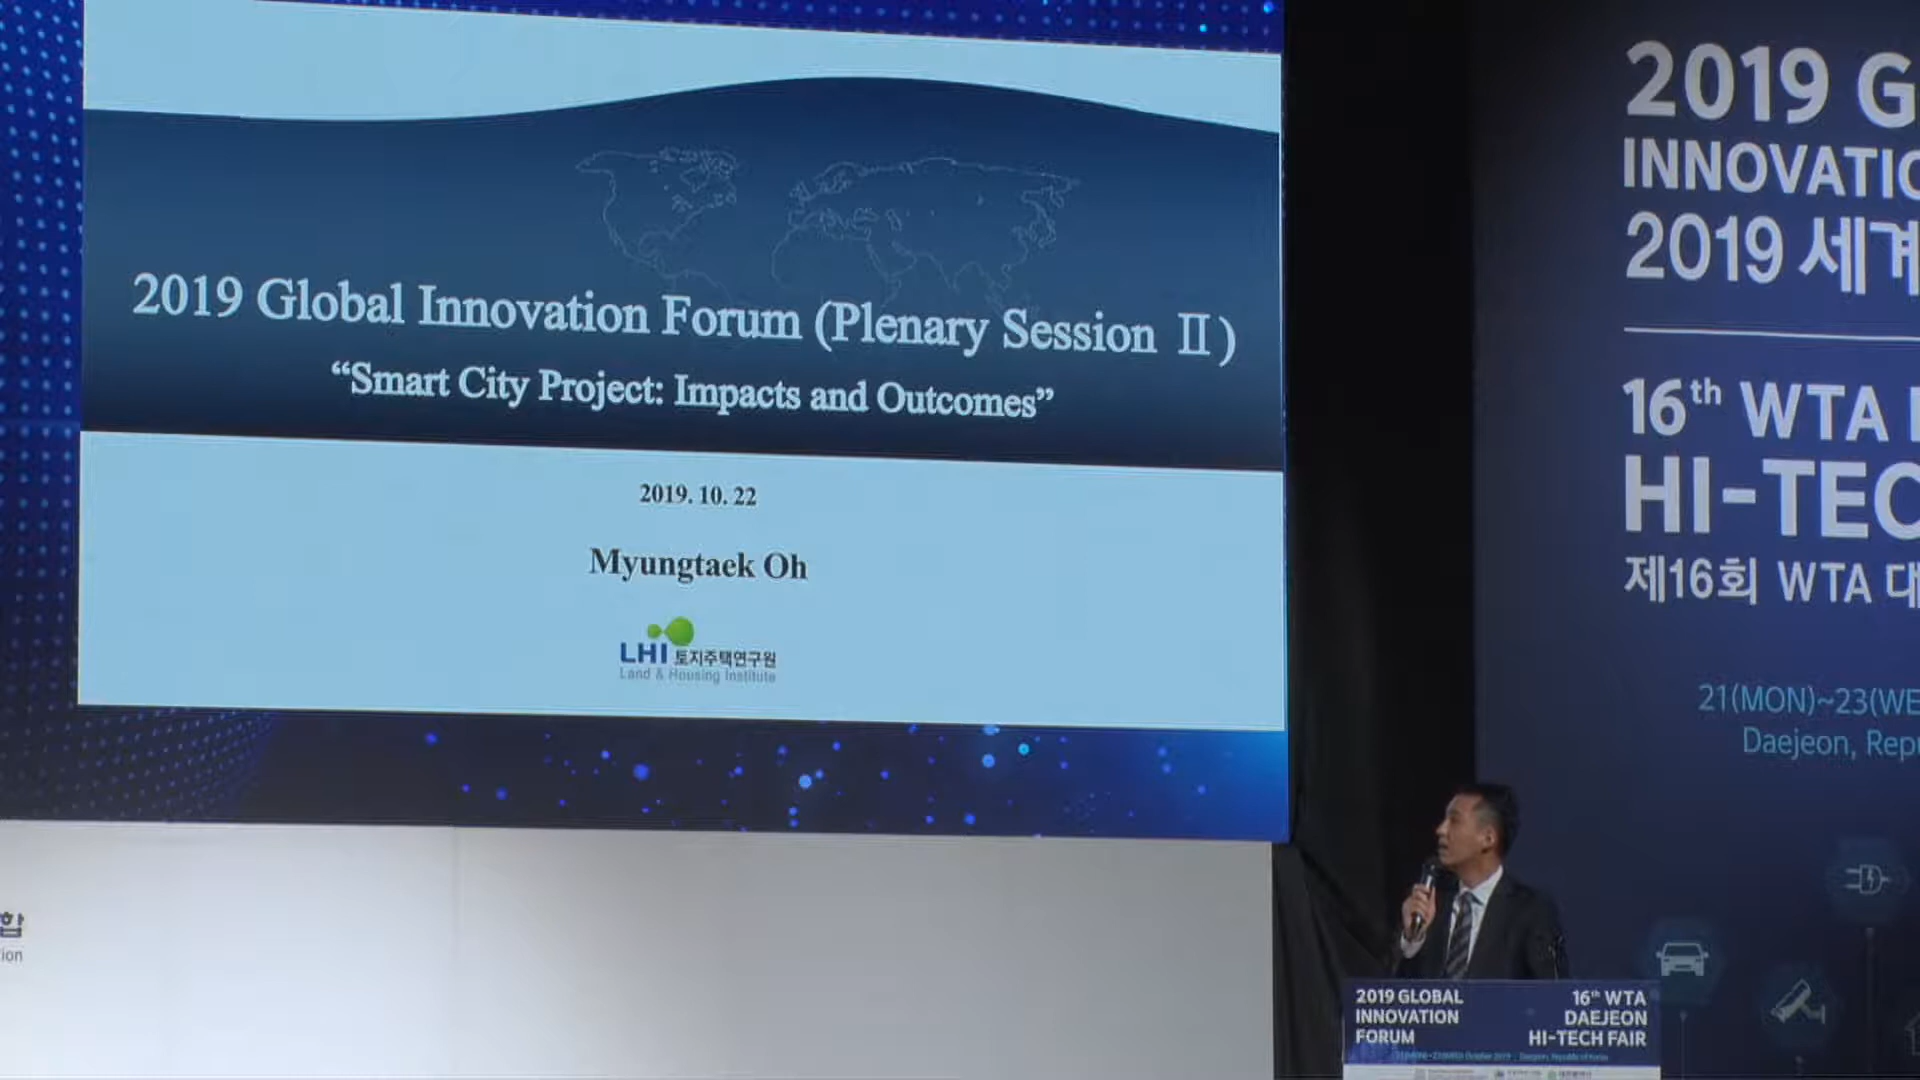 2019 Global Innovation Forum (Plenary Session Ⅱ)
“Smart City Project: Impacts and Outcomes”
2019. 10. 22
Myungtaek Oh
LHI 토지주택연구원
Land & Housing Institute
2019 G
INNOVATIO
2019 세계
16th WTA
HI-TEC
제16회 WTA 대
21(MON)~23(WE
Daejeon, Repu
합
ion
2019 GLOBAL
INNOVATION
FORUM
16th WTA
DAEJEON
HI-TECH FAIR